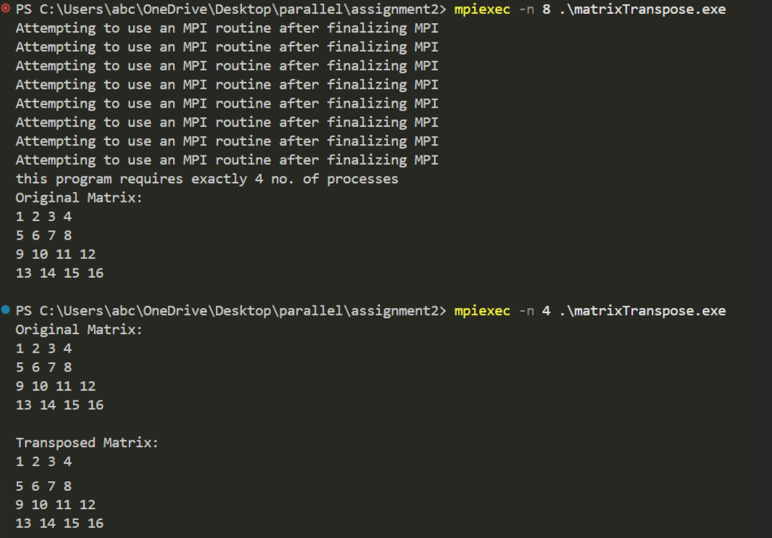 PS C:\Users\abc\OneDrive\Desktop\parallel\assignment2> mpiexec -n 8 .\matrixTranspose.exe
Attempting to use an MPI routine after finalizing MPI
Attempting to use an MPI routine after finalizing MPI
Attempting to use an MPI routine after finalizing MPI
Attempting to use an MPI routine after finalizing MPI
Attempting to use an MPI routine after finalizing MPI
Attempting to use an MPI routine after finalizing MPI
Attempting to use an MPI routine after finalizing MPI
Attempting to use an MPI routine after finalizing MPI
this program requires exactly 4 no. of processes
Original Matrix:
1 2 3 4
5 6 7 8
9 10 11 12
13 14 15 16
PS C:\Users\abc\OneDrive\Desktop\parallel\assignment2> mpiexec -n 4 .\matrixTranspose.exe
Original Matrix:
1 2 3 4
5 6 7 8
9 10 11 12
13 14 15 16
Transposed Matrix:
1 2 3 4
5 6 7 8
9 10 11 12
13 14 15 16